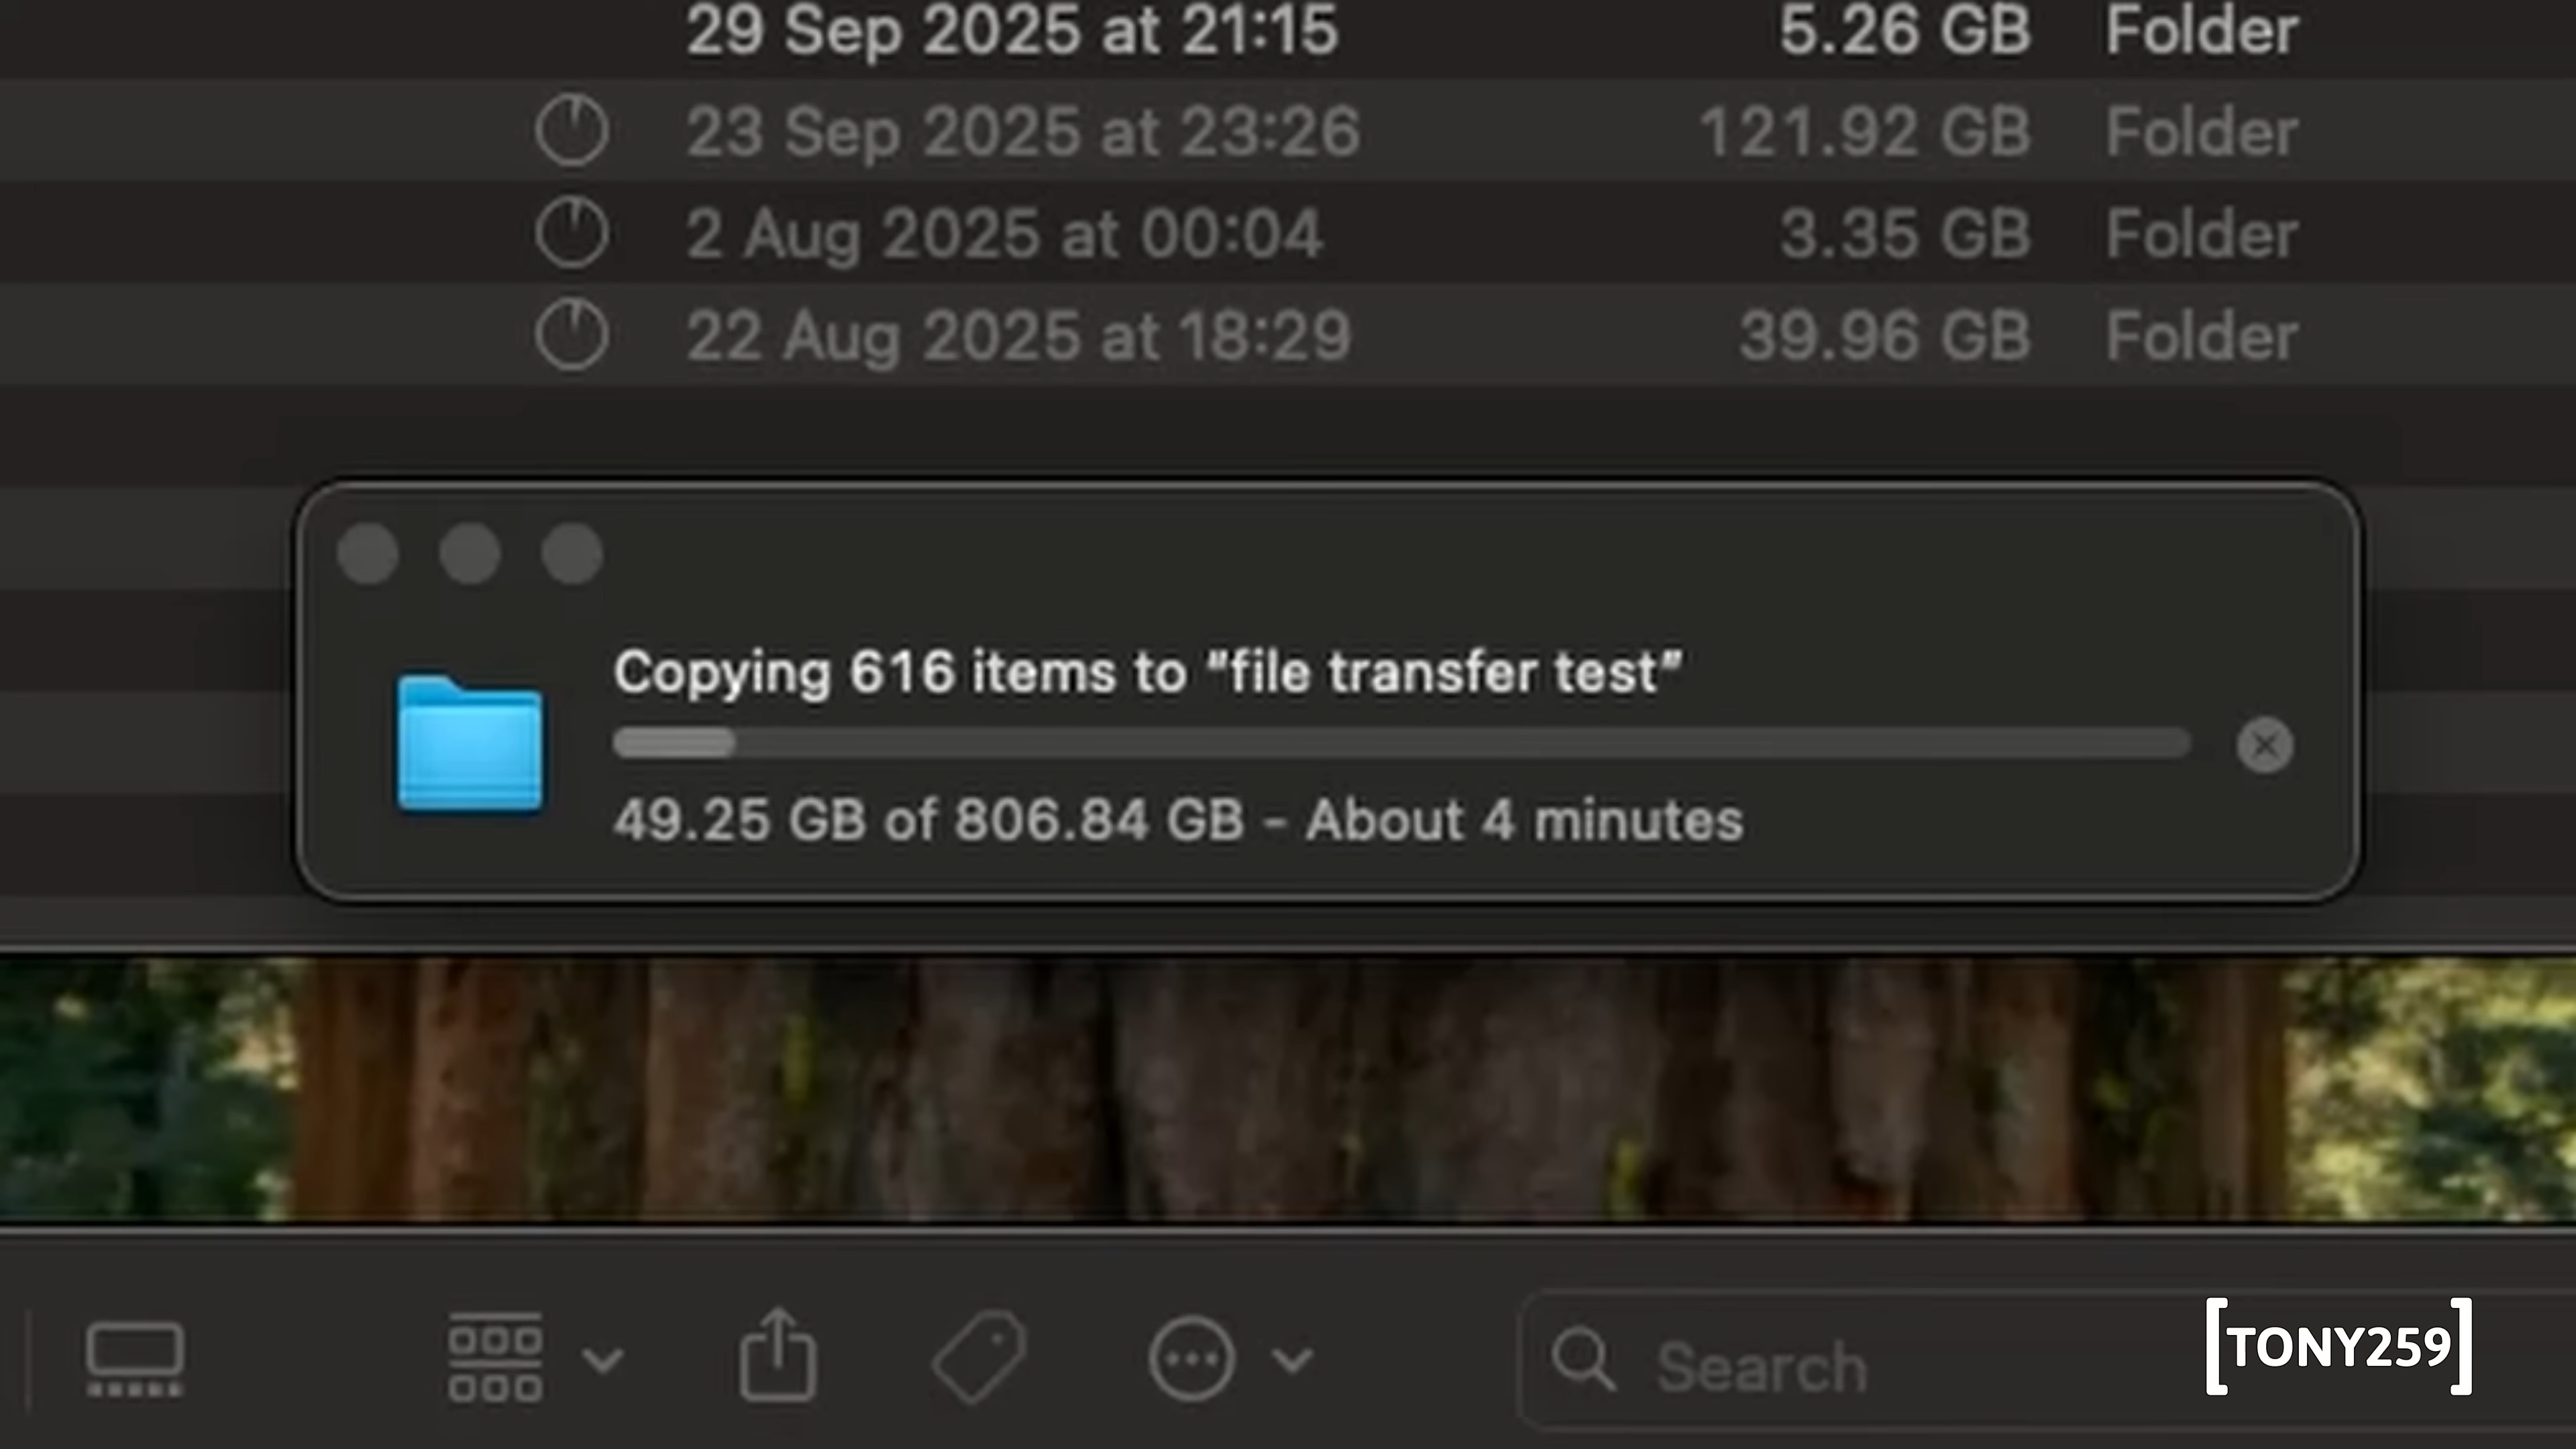 29 Sep 2025 at 21:15 5.26 GB Folder
23 Sep 2025 at 23:26 121.92 GB Folder
2 Aug 2025 at 00:04 3.35 GB Folder
22 Aug 2025 at 18:29 39.96 GB Folder
Copying 616 items to "file transfer test"
49.25 GB of 806.84 GB - About 4 minutes
Search
[TONY259]